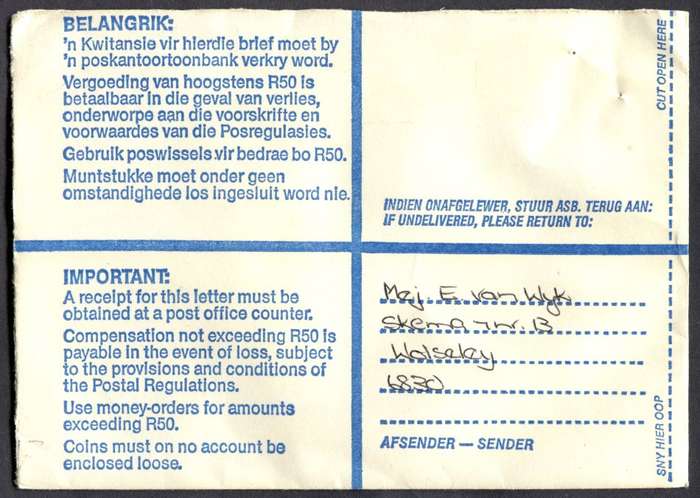 BELANGRIK:
'n Kwitansie vir hierdie brief moet by
'n poskantoortoonbank verkry word.
Vergoeding van hoogstens R50 is
betaalbaar in die geval van verlies,
onderworpe aan die voorskrifte en
voorwaardes van die Posregulasies.
Gebruik poswissels vir bedrae bo R50.
Muntstukke moet onder geen
omstandighede los ingesluit word nie.
CUT OPEN HERE
INDIEN ONAFGELEWER, STUUR ASB. TERUG AAN:
IF UNDELIVERED, PLEASE RETURN TO:
IMPORTANT:
A receipt for this letter must be
obtained at a post office counter.
Compensation not exceeding R50 is
payable in the event of loss, subject
to the provisions and conditions of
the Postal Regulations.
Use money-orders for amounts
exceeding R50.
Coins must on no account be
enclosed loose.
Mej. E. van Wyk
Skema nr. 13
Wolseley
6830
AFSENDER — SENDER
SNY HIER OOP